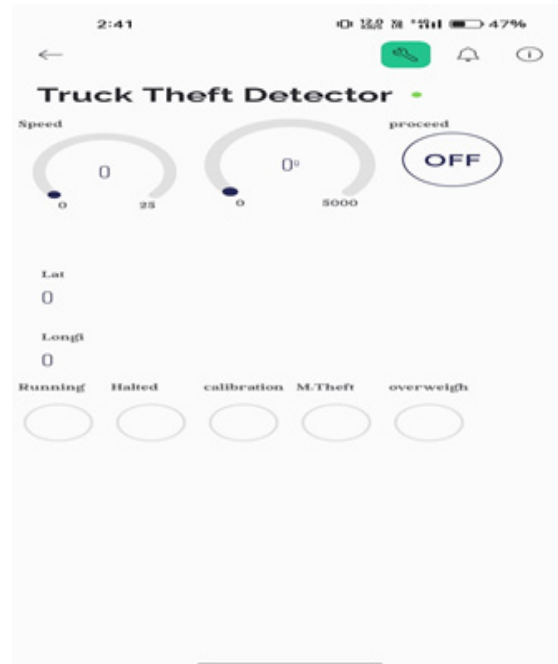 2:41 47%
Truck Theft Detector
Speed proceed
0 0g OFF
0 25 0 5000
Lat
0
Longi
0
Running Halted calibration M.Theft overweigh